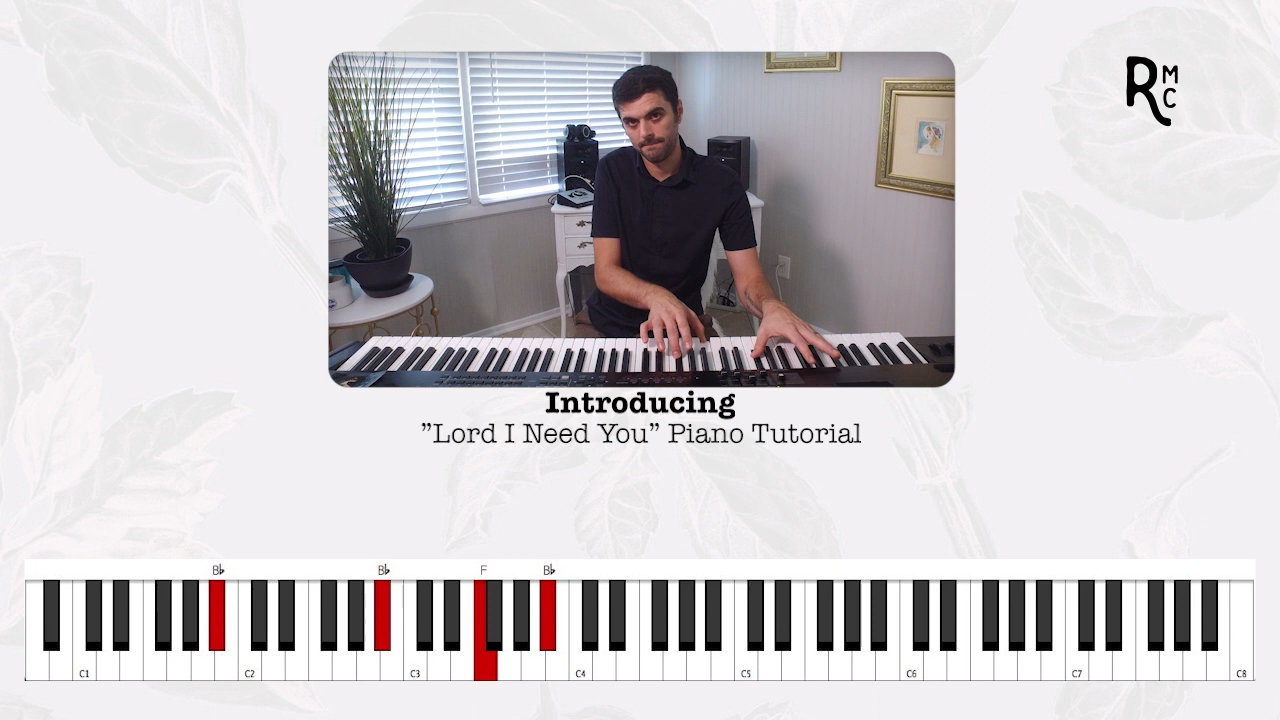 RMC
Introducing
”Lord I Need You” Piano Tutorial
B♭ B♭ F B♭
C1 C2 C3 C4 C5 C6 C7 C8